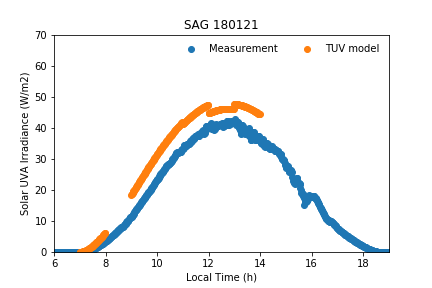 SAG 180121
Measurement TUV model
Solar UVA Irradiance (W/m2)
70
60
50
40
30
20
10
0
6 8 10 12 14 16 18
Local Time (h)